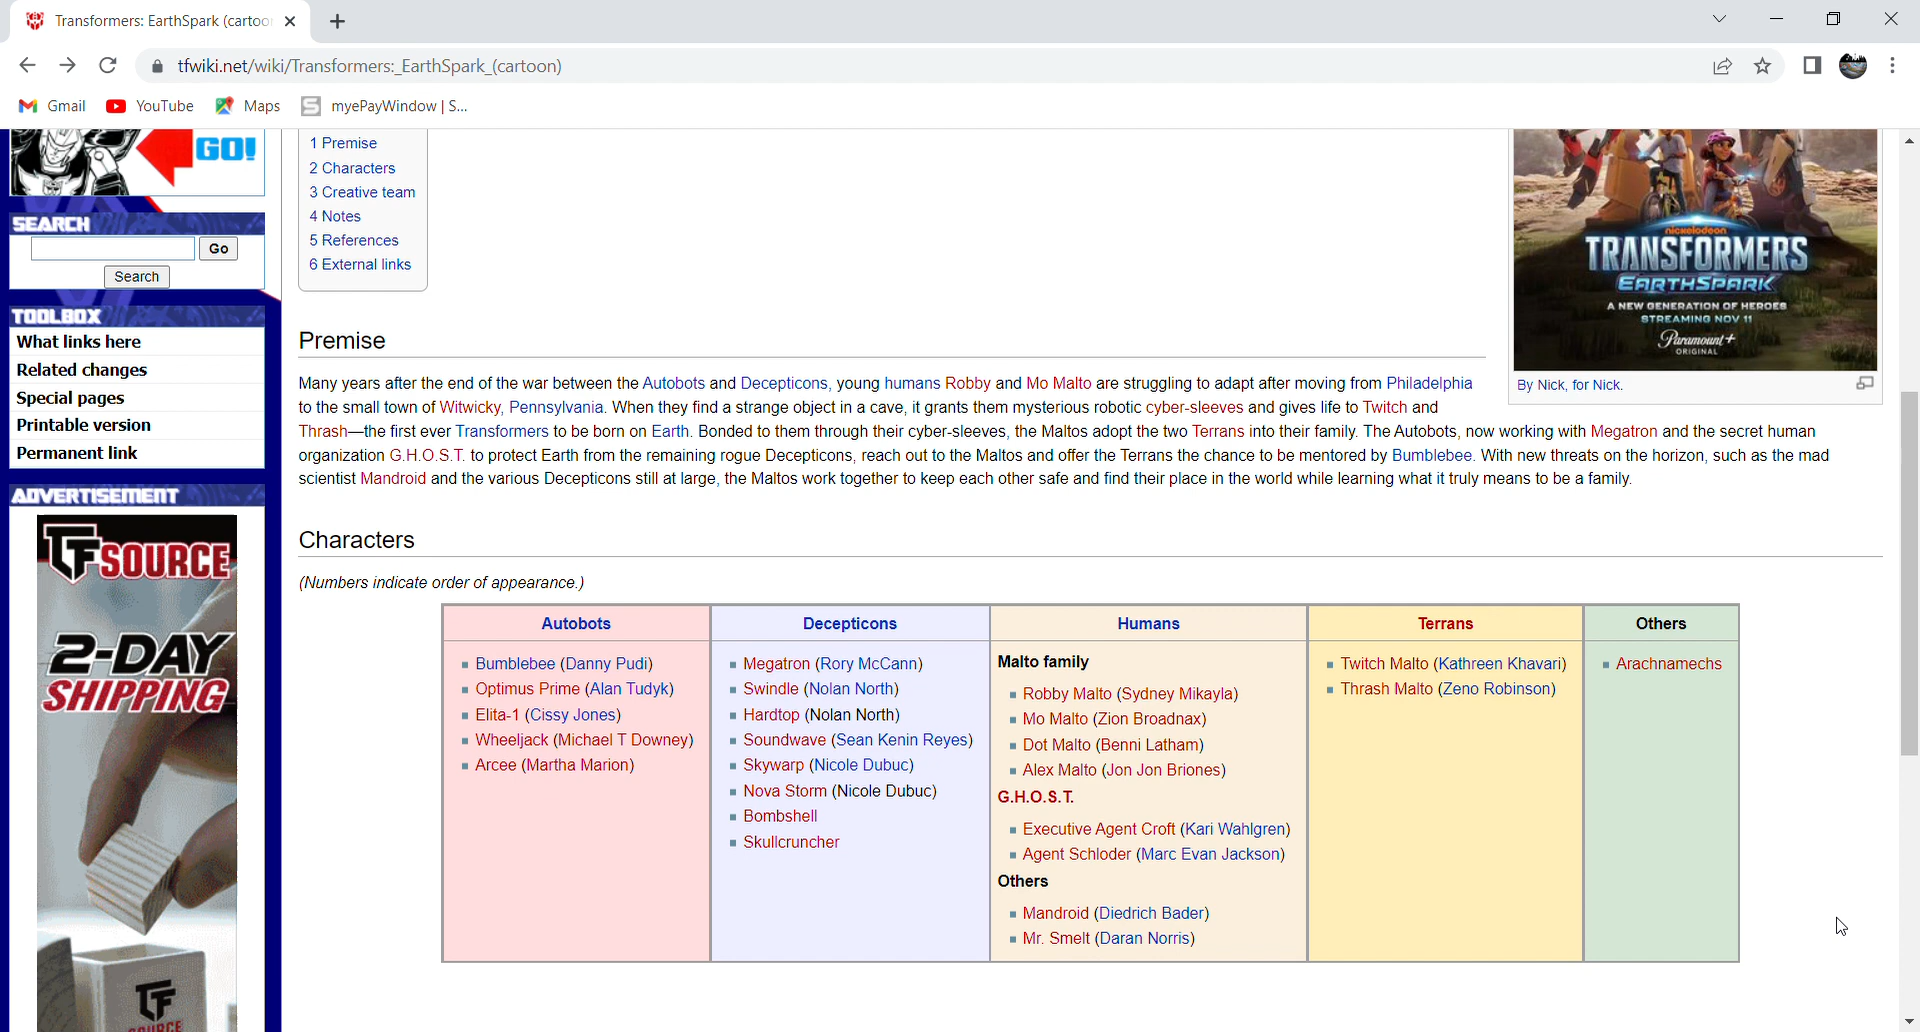 Transformers: EarthSpark (cartoo
tfwiki.net/wiki/Transformers:_EarthSpark_(cartoon)
Gmail
YouTube
Maps
myePayWindow | S...
GO!
SEARCH
Go
Search
TOOLBOX
What links here
Related changes
Special pages
Printable version
Permanent link
ADVERTISEMENT
TFSOURCE
2-DAY
SHIPPING
TF
SOURCE
1 Premise
2 Characters
3 Creative team
4 Notes
5 References
6 External links
nickelodeon
TRANSFORMERS
EARTHSPARK
A NEW GENERATION OF HEROES
STREAMING NOV 11
Paramount+
ORIGINAL
By Nick, for Nick.
Premise
Many years after the end of the war between the Autobots and Decepticons, young humans Robby and Mo Malto are struggling to adapt after moving from Philadelphia
to the small town of Witwicky, Pennsylvania. When they find a strange object in a cave, it grants them mysterious robotic cyber-sleeves and gives life to Twitch and
Thrash—the first ever Transformers to be born on Earth. Bonded to them through their cyber-sleeves, the Maltos adopt the two Terrans into their family. The Autobots, now working with Megatron and the secret human
organization G.H.O.S.T. to protect Earth from the remaining rogue Decepticons, reach out to the Maltos and offer the Terrans the chance to be mentored by Bumblebee. With new threats on the horizon, such as the mad
scientist Mandroid and the various Decepticons still at large, the Maltos work together to keep each other safe and find their place in the world while learning what it truly means to be a family.
Characters
(Numbers indicate order of appearance.)
Autobots
Bumblebee (Danny Pudi)
Optimus Prime (Alan Tudyk)
Elita-1 (Cissy Jones)
Wheeljack (Michael T Downey)
Arcee (Martha Marion)
Decepticons
Megatron (Rory McCann)
Swindle (Nolan North)
Hardtop (Nolan North)
Soundwave (Sean Kenin Reyes)
Skywarp (Nicole Dubuc)
Nova Storm (Nicole Dubuc)
Bombshell
Skullcruncher
Humans
Malto family
Robby Malto (Sydney Mikayla)
Mo Malto (Zion Broadnax)
Dot Malto (Benni Latham)
Alex Malto (Jon Jon Briones)
G.H.O.S.T.
Executive Agent Croft (Kari Wahlgren)
Agent Schloder (Marc Evan Jackson)
Others
Mandroid (Diedrich Bader)
Mr. Smelt (Daran Norris)
Terrans
Twitch Malto (Kathreen Khavari)
Thrash Malto (Zeno Robinson)
Others
Arachnamechs